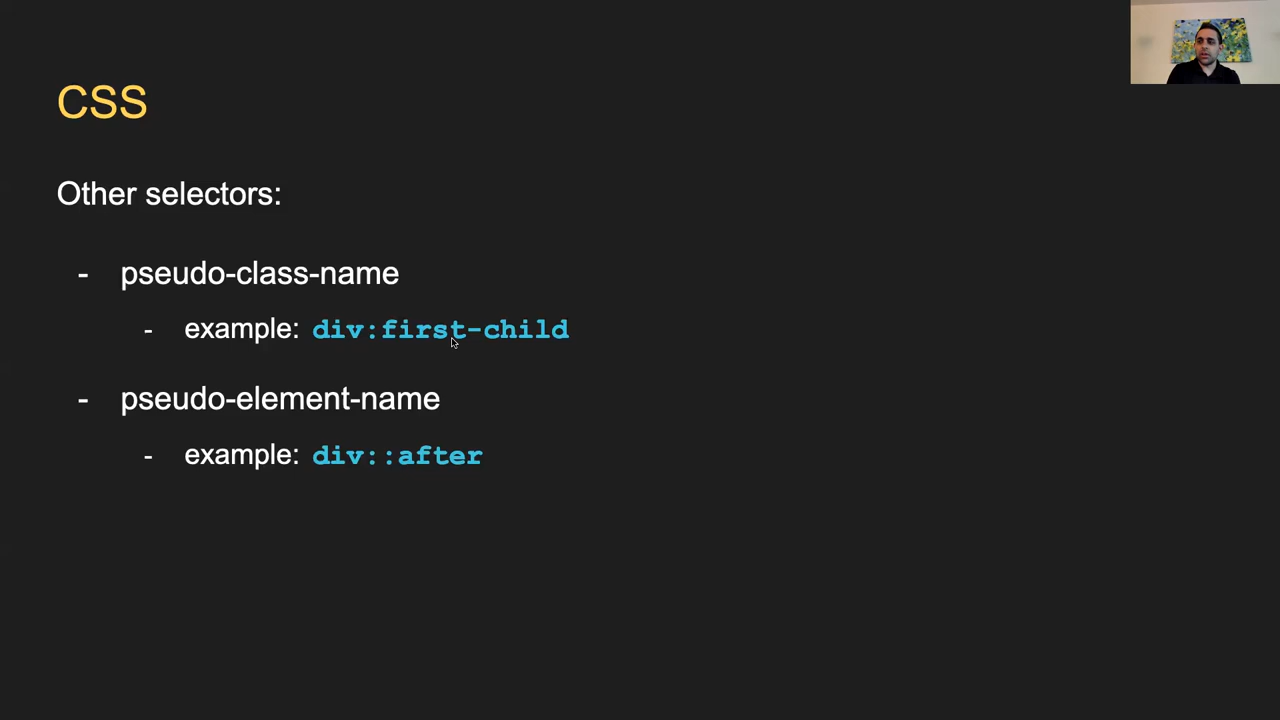 CSS
Other selectors:
- pseudo-class-name
- example: div:first-child
- pseudo-element-name
- example: div::after